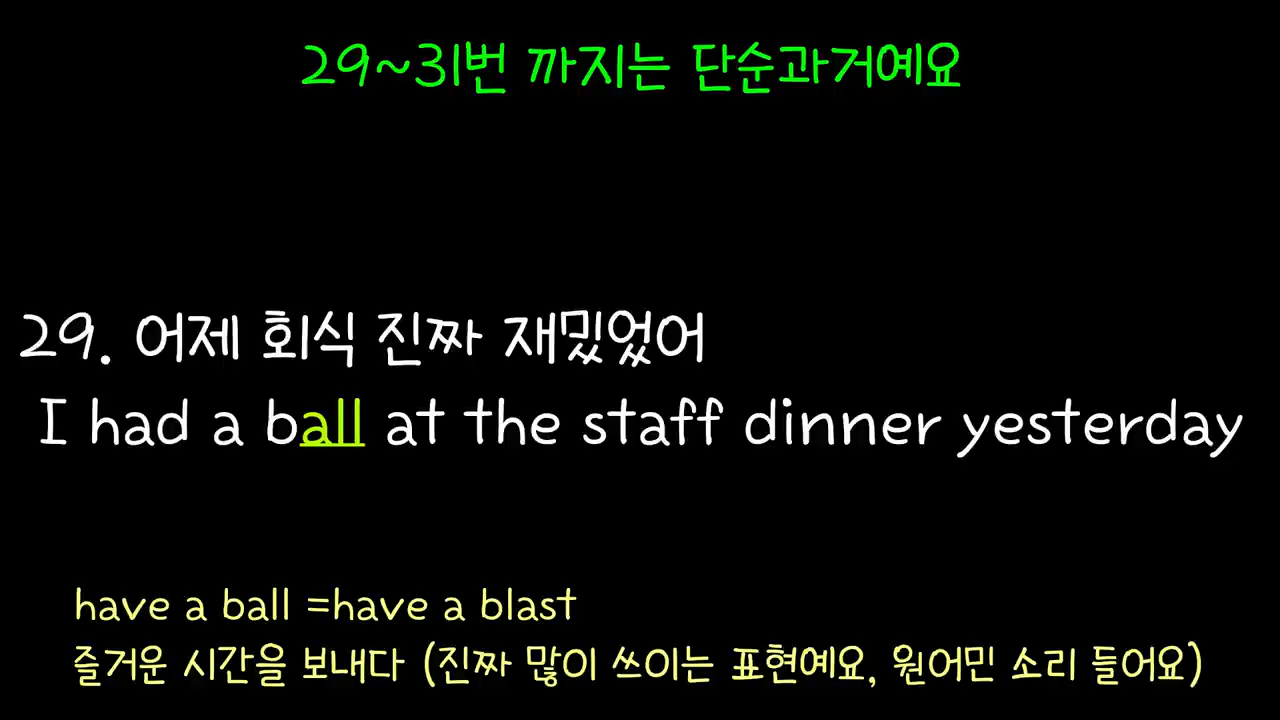 29~31번 까지는 단순과거예요
29. 어제 회식 진짜 재밌었어
I had a ball at the staff dinner yesterday
have a ball =have a blast
즐거운 시간을 보내다 (진짜 많이 쓰이는 표현예요, 원어민 소리 들어요)